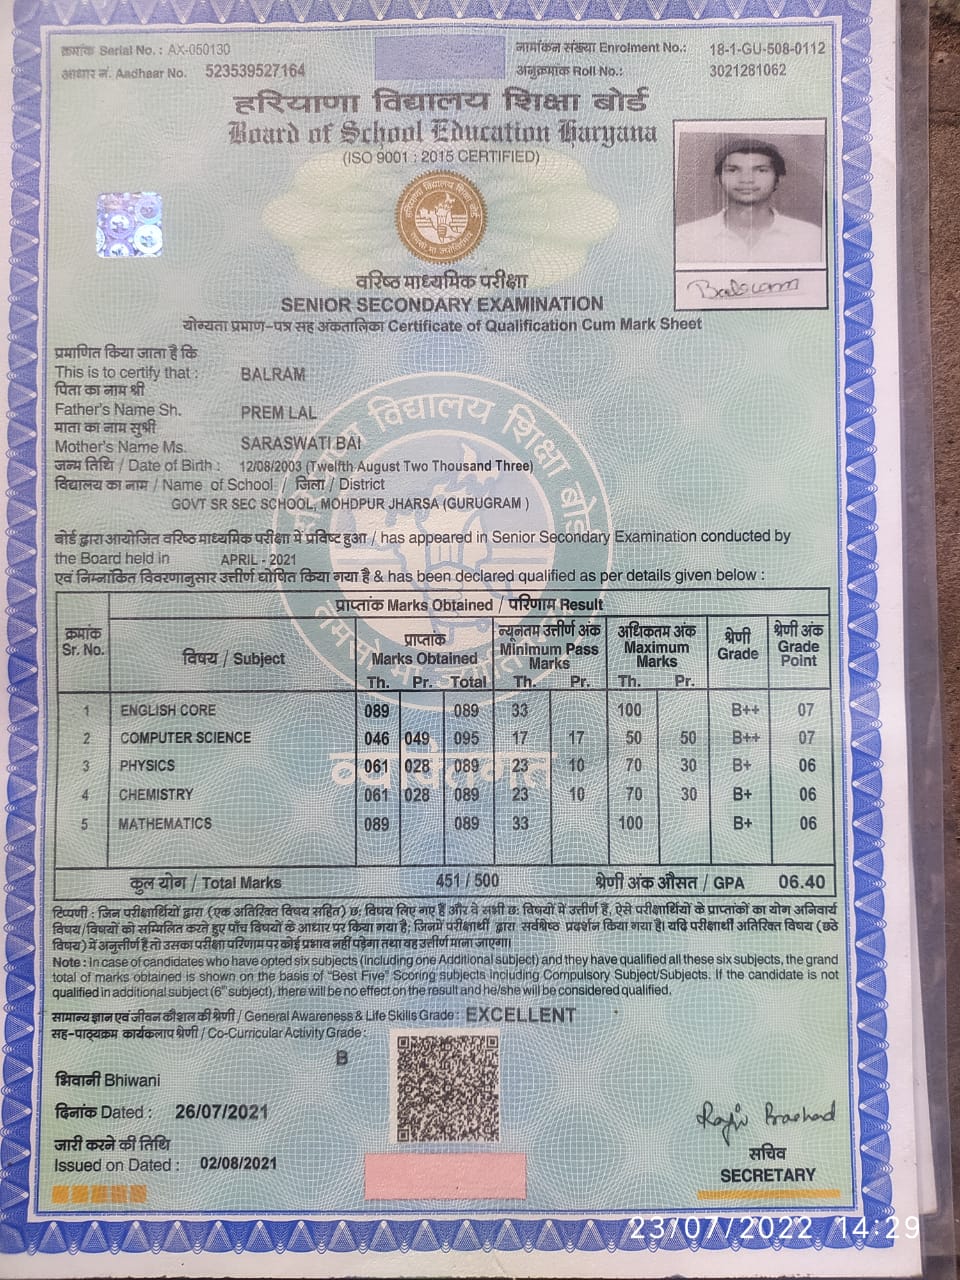 क्रमांक Serial No. : AX-050130
नामांकन संख्या Enrolment No.: 18-1-GU-508-0112
आधार नं. Aadhaar No. 523539527164
अनुक्रमांक Roll No.: 3021281062
हरियाणा विद्यालय शिक्षा बोर्ड
Board of School Education Haryana
(ISO 9001 : 2015 CERTIFIED)
Balram
वरिष्ठ माध्यमिक परीक्षा
SENIOR SECONDARY EXAMINATION
योग्यता प्रमाण-पत्र सह अंकतालिका Certificate of Qualification Cum Mark Sheet
प्रमाणित किया जाता है कि
This is to certify that : BALRAM
पिता का नाम श्री
Father's Name Sh. PREM LAL
माता का नाम सुश्री
Mother's Name Ms. SARASWATI BAI
जन्म तिथि / Date of Birth : 12/08/2003 (Twelfth August Two Thousand Three)
विद्यालय का नाम / Name of School / जिला / District
GOVT SR SEC SCHOOL, MOHDPUR JHARSA (GURUGRAM )
बोर्ड द्वारा आयोजित वरिष्ठ माध्यमिक परीक्षा में प्रविष्ट हुआ / has appeared in Senior Secondary Examination conducted by
the Board held in APRIL - 2021
एवं निम्नांकित विवरणानुसार उत्तीर्ण घोषित किया गया है & has been declared qualified as per details given below :
प्राप्तांक Marks Obtained / परिणाम Result
क्रमांक Sr. No. विषय / Subject प्राप्तांक Marks Obtained न्यूनतम उत्तीर्ण अंक Minimum Pass Marks अधिकतम अंक Maximum Marks श्रेणी Grade श्रेणी अंक Grade Point
Th. Pr. Total Th. Pr. Th. Pr.
1 ENGLISH CORE 089 089 33 100 B++ 07
2 COMPUTER SCIENCE 046 049 095 17 17 50 50 B++ 07
3 PHYSICS 061 028 089 23 10 70 30 B+ 06
4 CHEMISTRY 061 028 089 23 10 70 30 B+ 06
5 MATHEMATICS 089 089 33 100 B+ 06
कुल योग / Total Marks 451 / 500 श्रेणी अंक औसत / GPA 06.40
टिप्पणी : जिन परीक्षार्थियों द्वारा (एक अतिरिक्त विषय सहित) छः विषय लिए गए हैं और वे सभी छः विषयों में उत्तीर्ण हैं, ऐसे परीक्षार्थियों के प्राप्तांकों का योग अनिवार्य
विषय/विषयों को सम्मिलित करते हुए पाँच विषयों के आधार पर किया गया है; जिनमें परीक्षार्थी द्वारा सर्वश्रेष्ठ प्रदर्शन किया गया है। यदि परीक्षार्थी अतिरिक्त विषय (छठे
विषय) में अनुत्तीर्ण है तो उसका परीक्षा परिणाम पर कोई प्रभाव नहीं पड़ेगा तथा वह उत्तीर्ण माना जाएगा।
Note : In case of candidates who have opted six subjects (including one Additional subject) and they have qualified all these six subjects, the grand
total of marks obtained is shown on the basis of "Best Five" Scoring subjects including Compulsory Subject/Subjects. If the candidate is not
qualified in additional subject (6th subject), there will be no effect on the result and he/she will be considered qualified.
सामान्य ज्ञान एवं जीवन कौशल की श्रेणी / General Awareness & Life Skills Grade : EXCELLENT
सह-पाठ्यक्रम कार्यकलाप श्रेणी / Co-Curricular Activity Grade :
B
भिवानी Bhiwani
दिनांक Dated : 26/07/2021
जारी करने की तिथि
Issued on Dated : 02/08/2021
सचिव
SECRETARY
23/07/2022 14:29